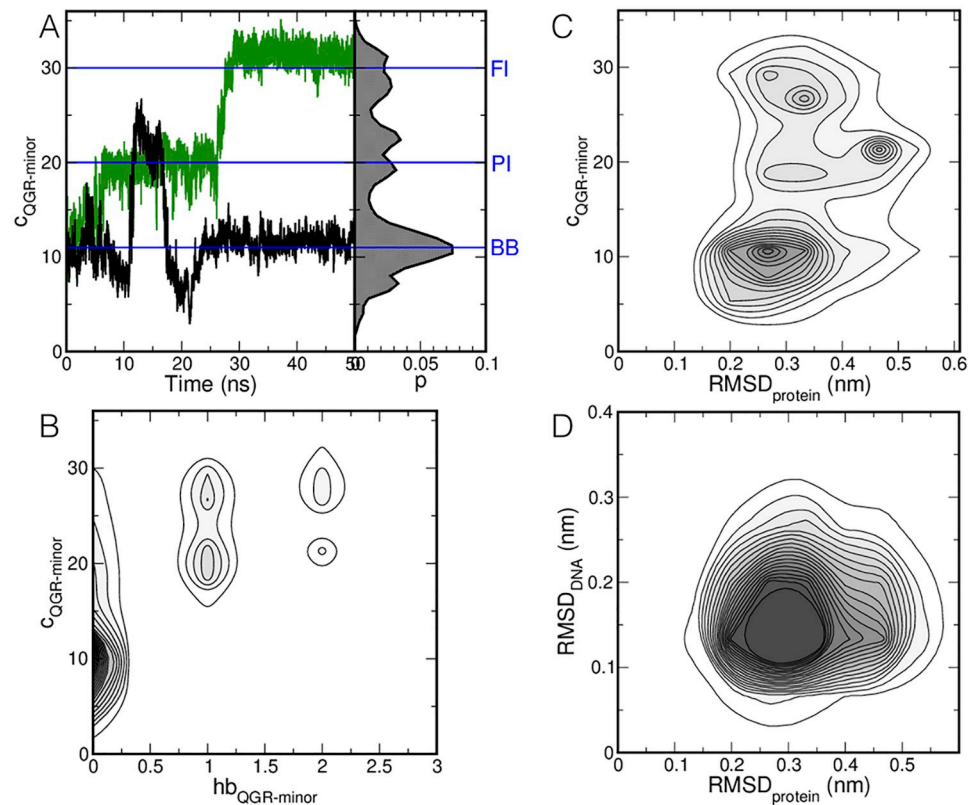 A
c_QGR-minor
30
20
10
0
FI
PI
BB
0 10 20 30 40 50
0 0.05 0.1
Time (ns)
p
B
c_QGR-minor
30
20
10
0
0 0.5 1 1.5 2 2.5 3
hb_QGR-minor
C
c_QGR-minor
30
20
10
0
0 0.1 0.2 0.3 0.4 0.5 0.6
RMSD_protein (nm)
D
RMSD_DNA (nm)
0.4
0.3
0.2
0.1
0
0 0.1 0.2 0.3 0.4 0.5
RMSD_protein (nm)